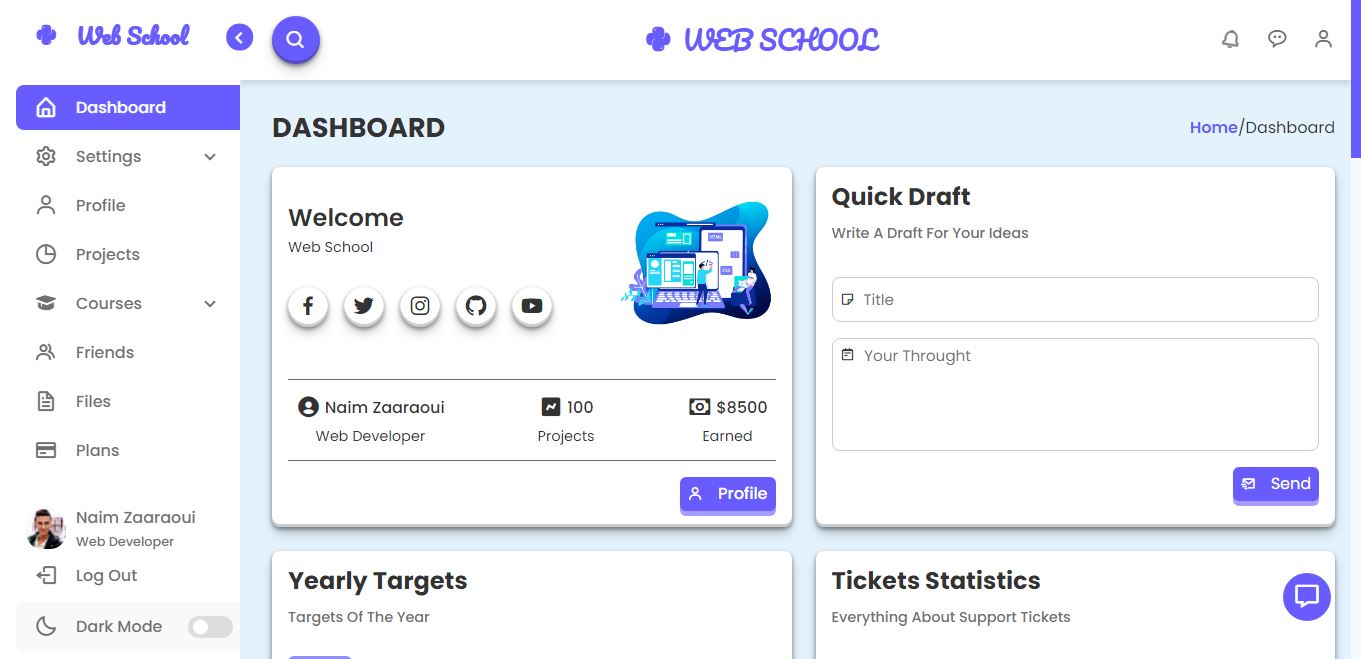 Web School
WEB SCHOOL
Dashboard
Settings
Profile
Projects
Courses
Friends
Files
Plans
Naim Zaaraoui
Web Developer
Log Out
Dark Mode
DASHBOARD
Home/Dashboard
Welcome
Web School
HTML
CSS
Naim Zaaraoui
Web Developer
100
Projects
$8500
Earned
Profile
Quick Draft
Write A Draft For Your Ideas
Title
Your Throught
Send
Yearly Targets
Targets Of The Year
Tickets Statistics
Everything About Support Tickets